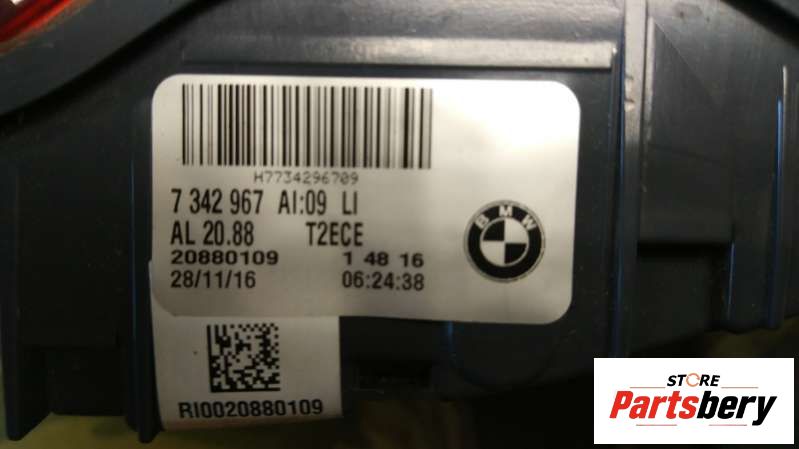 H7734296709
7 342 967 AI:09 LI
AL 20.88 T2ECE
20880109 1 48 16
28/11/16 06:24:38
BMW
RI0020880109
STORE
Partsbery